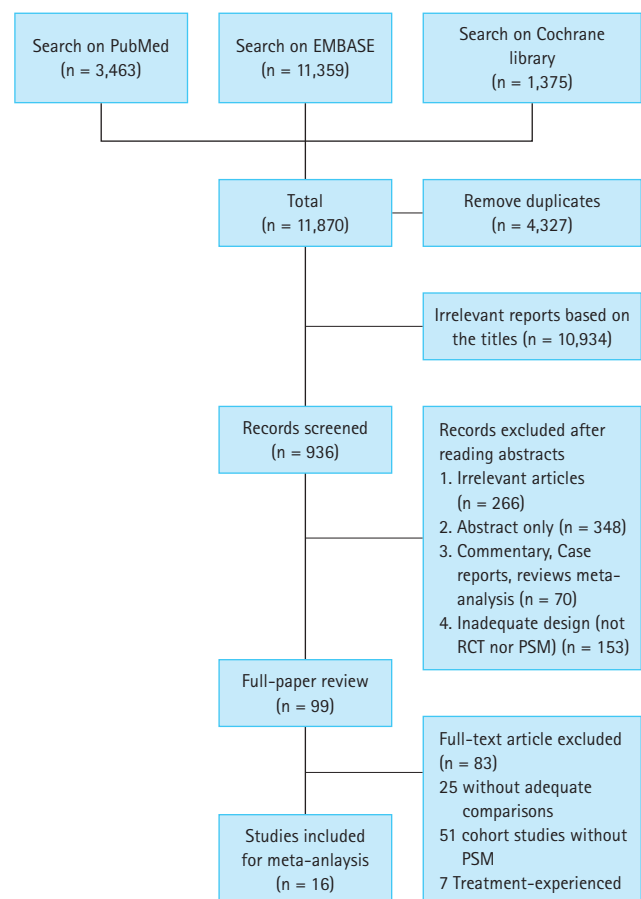 Search on PubMed
(n = 3,463)
Search on EMBASE
(n = 11,359)
Search on Cochrane
library
(n = 1,375)
Total
(n = 11,870)
Remove duplicates
(n = 4,327)
Irrelevant reports based on
the titles (n = 10,934)
Records screened
(n = 936)
Records excluded after
reading abstracts
1. Irrelevant articles
(n = 266)
2. Abstract only (n = 348)
3. Commentary, Case
reports, reviews meta-
analysis (n = 70)
4. Inadequate design (not
RCT nor PSM) (n = 153)
Full-paper review
(n = 99)
Full-text article excluded
(n = 83)
25 without adequate
comparisons
51 cohort studies without
PSM
7 Treatment-experienced
Studies included
for meta-anlaysis
(n = 16)